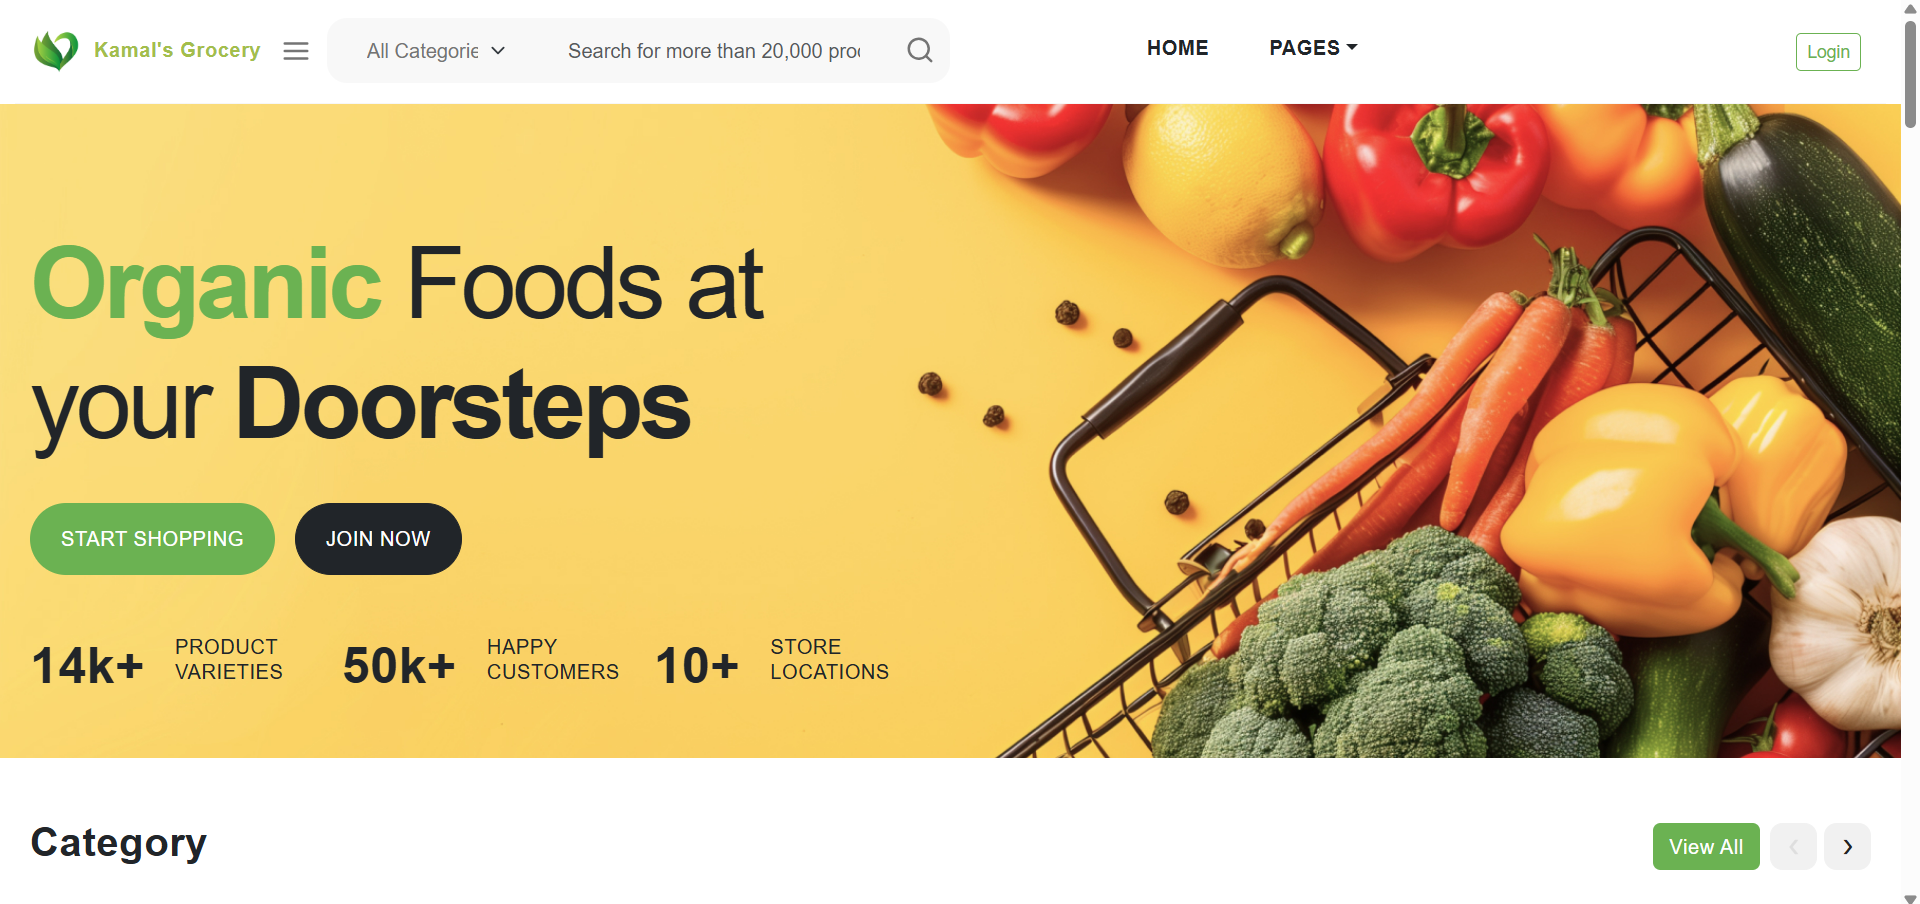 Kamal's Grocery
All Categorie
Search for more than 20,000 pro
HOME
PAGES
Login
Organic Foods at
your Doorsteps
START SHOPPING
JOIN NOW
14k+
PRODUCT
VARIETIES
50k+
HAPPY
CUSTOMERS
10+
STORE
LOCATIONS
Category
View All